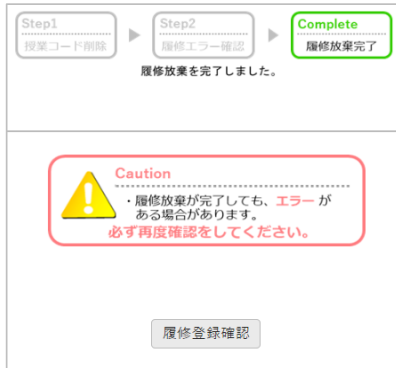 Step1
授業コード削除
Step2
履修エラー確認
Complete
履修放棄完了
履修放棄を完了しました。
Caution
・履修放棄が完了しても、エラー が
ある場合があります。
必ず再度確認をしてください。
履修登録確認